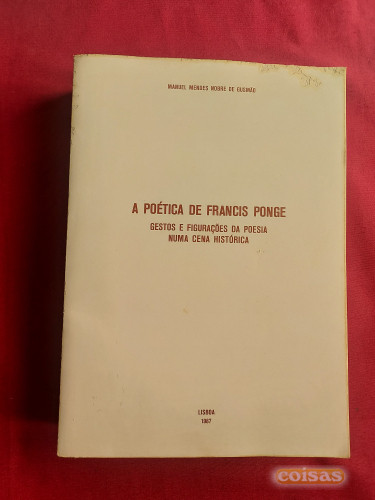 MANUEL MENDES NOBRE DE GUSMÃO
A POÉTICA DE FRANCIS PONGE
GESTOS E FIGURAÇÕES DA POESIA
NUMA CENA HISTÓRICA
LISBOA
1987
coisas